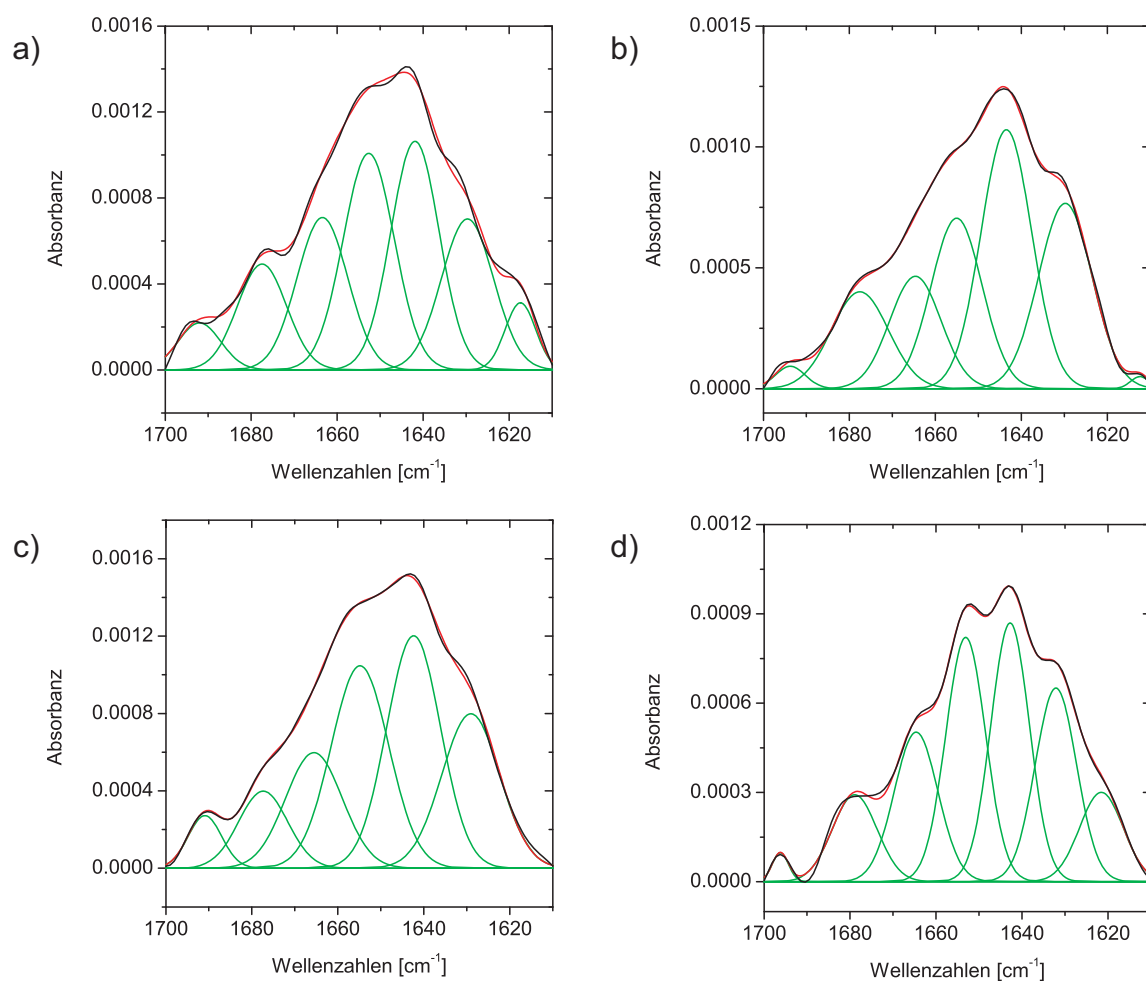 a)
0.0016
0.0012
0.0008
0.0004
0.0000
Absorbanz
1700 1680 1660 1640 1620
Wellenzahlen [cm-1]
b)
0.0015
0.0010
0.0005
0.0000
Absorbanz
1700 1680 1660 1640 1620
Wellenzahlen [cm-1]
c)
0.0016
0.0012
0.0008
0.0004
0.0000
Absorbanz
1700 1680 1660 1640 1620
Wellenzahlen [cm-1]
d)
0.0012
0.0009
0.0006
0.0003
0.0000
Absorbanz
1700 1680 1660 1640 1620
Wellenzahlen [cm-1]